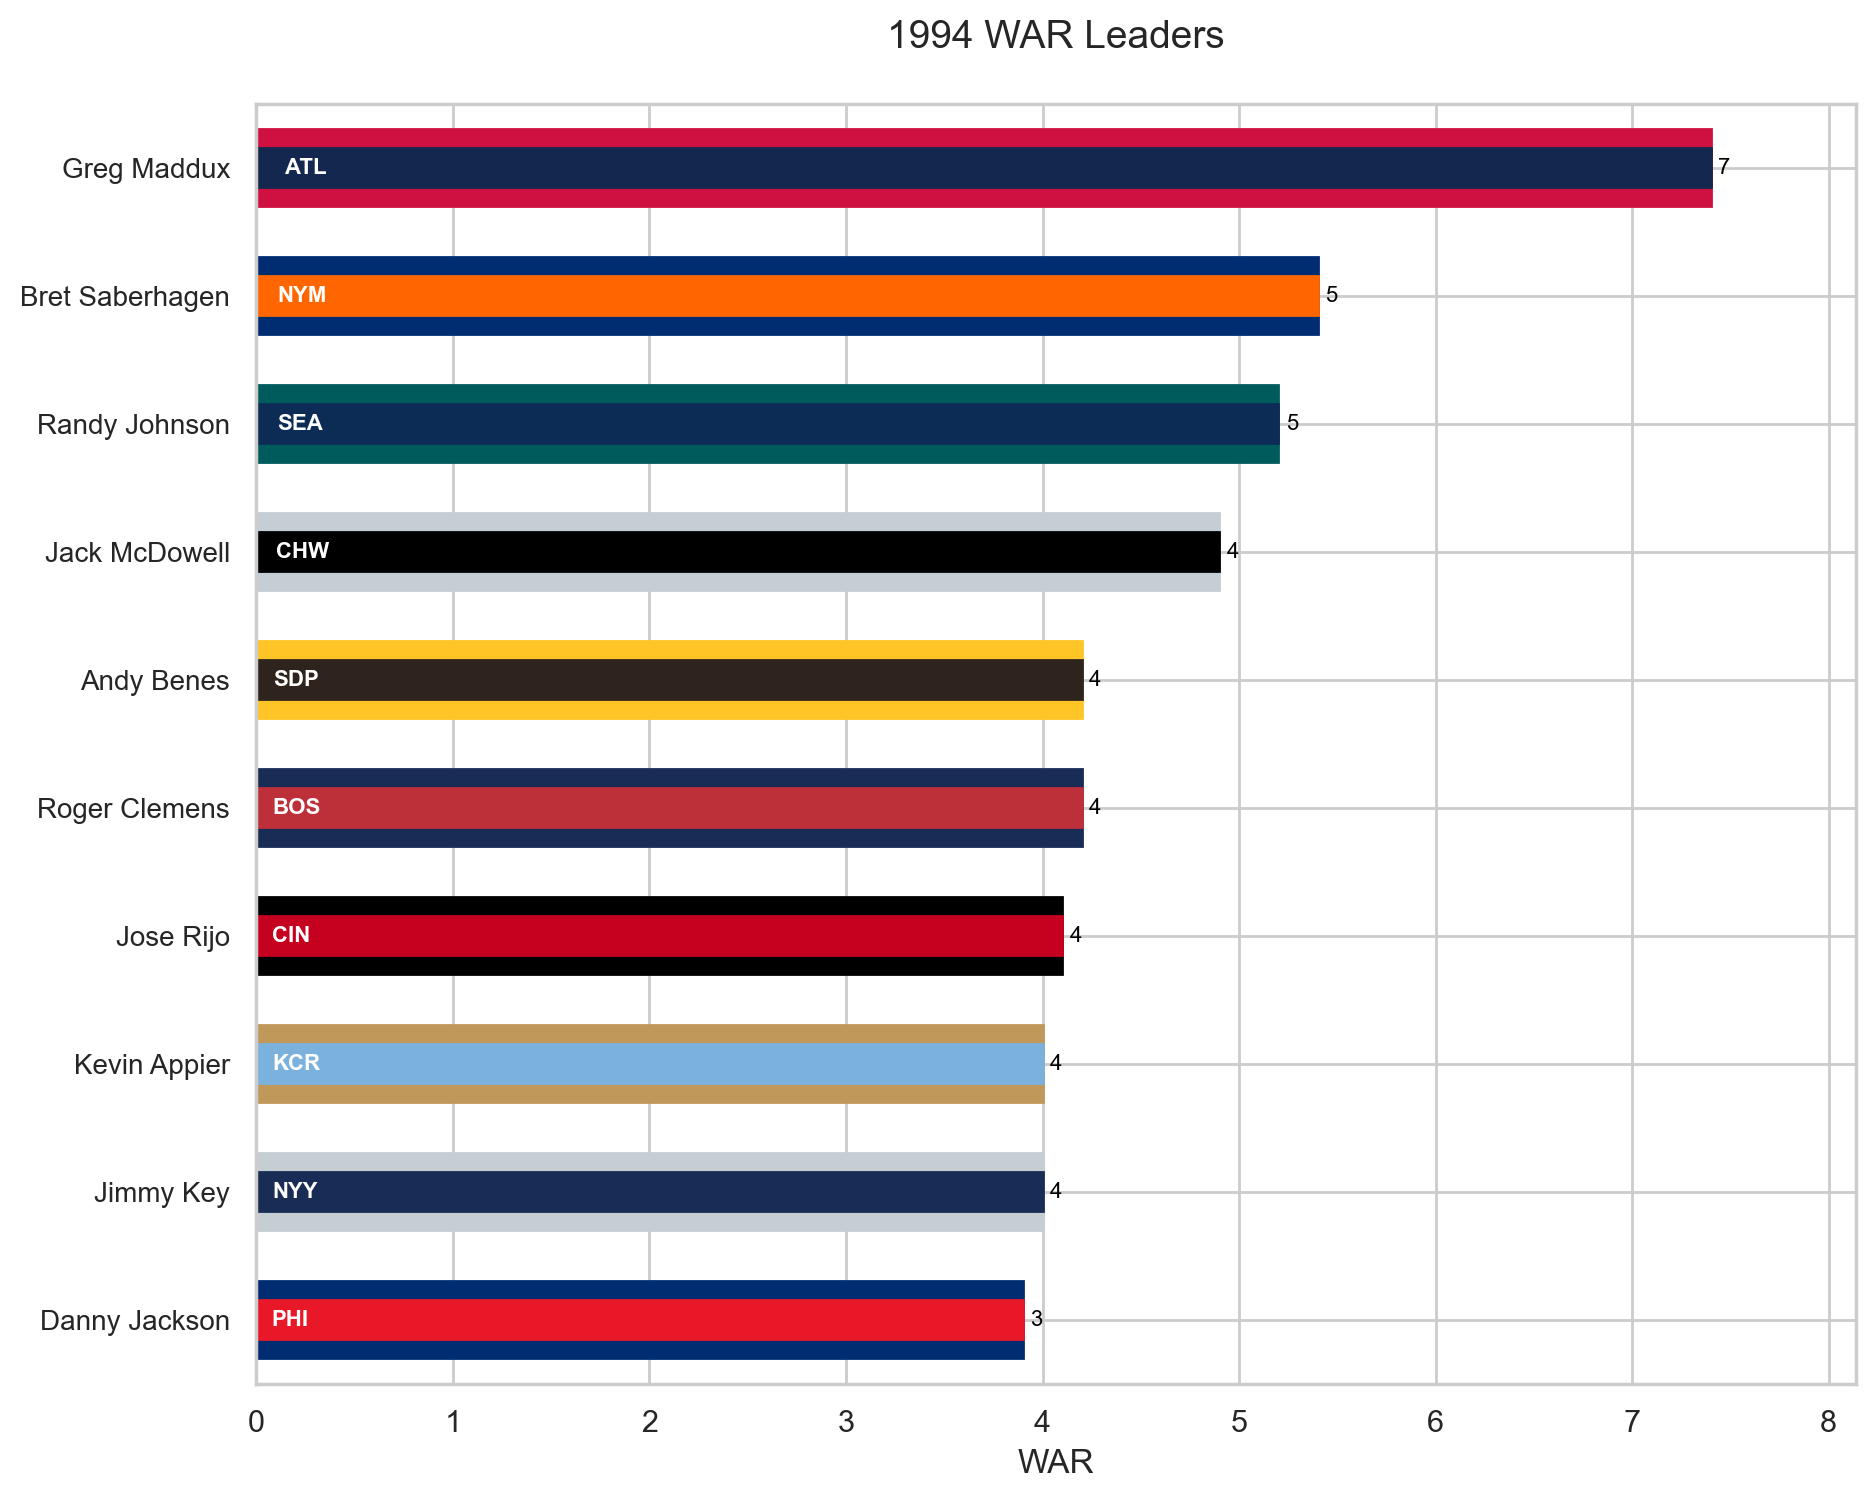 1994 WAR Leaders
Greg Maddux ATL 7
Bret Saberhagen NYM 5
Randy Johnson SEA 5
Jack McDowell CHW 4
Andy Benes SDP 4
Roger Clemens BOS 4
Jose Rijo CIN 4
Kevin Appier KCR 4
Jimmy Key NYY 4
Danny Jackson PHI 3
0 1 2 3 4 5 6 7 8
WAR